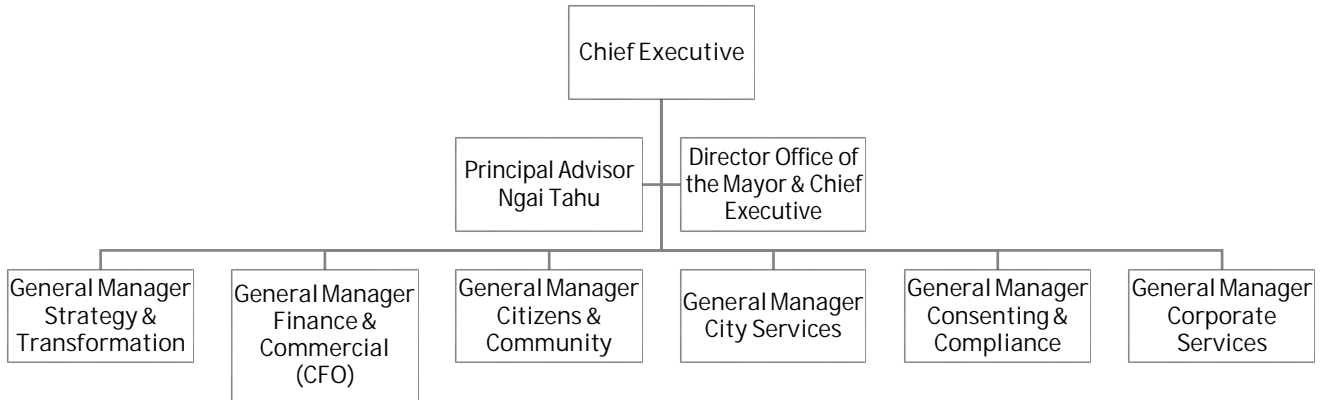 Chief Executive
Principal Advisor
Ngai Tahu
Director Office of
the Mayor & Chief
Executive
General Manager
Strategy &
Transformation
General Manager
Finance &
Commercial
(CFO)
General Manager
Citizens &
Community
General Manager
City Services
General Manager
Consenting &
Compliance
General Manager
Corporate
Services